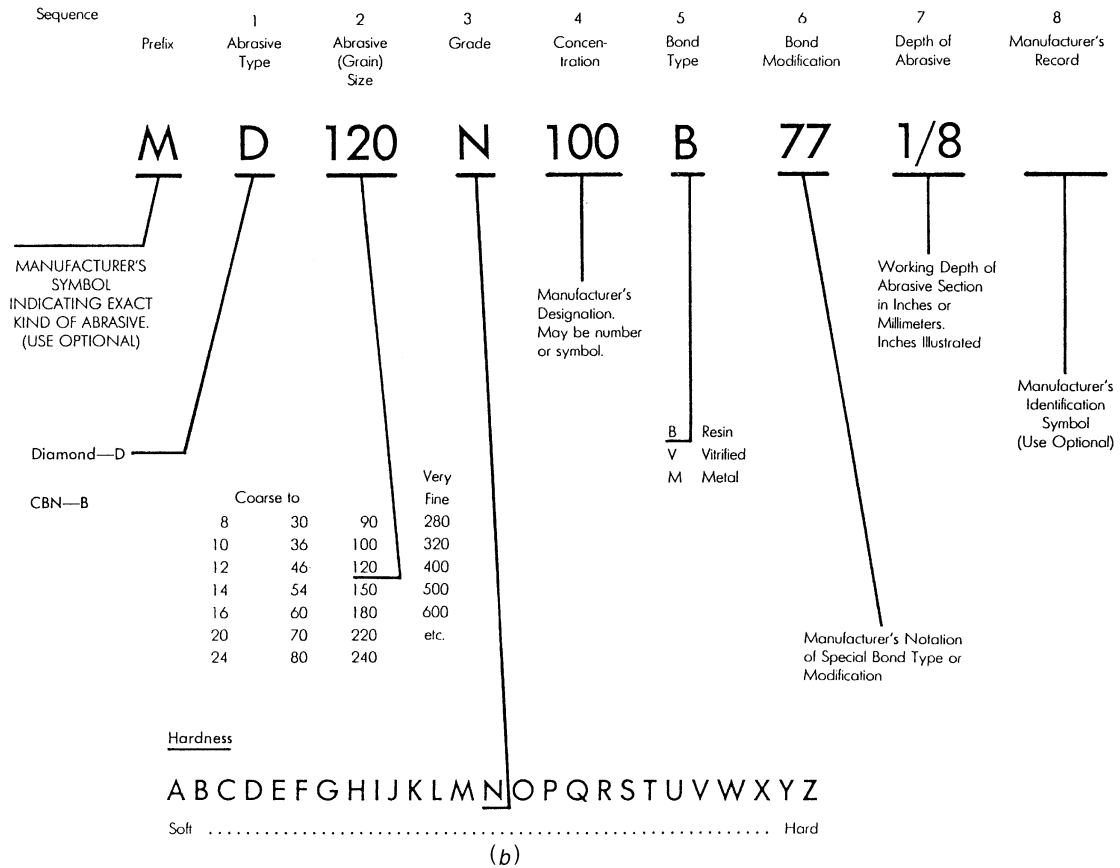 Sequence 1 2 3 4 5 6 7 8
Prefix Abrasive Abrasive Grade Concen- Bond Bond Depth of Manufacturer's
Type (Grain) tration Type Modification Abrasive Record
Size
M D 120 N 100 B 77 1/8
MANUFACTURER'S
SYMBOL
INDICATING EXACT
KIND OF ABRASIVE.
(USE OPTIONAL)
Manufacturer's
Designation.
May be number
or symbol.
Working Depth of
Abrasive Section
in Inches or
Millimeters.
Inches Illustrated
Manufacturer's
Identification
Symbol
(Use Optional)
Diamond—D
CBN—B
B Resin
V Vitrified
M Metal
Very
Coarse to Fine
8 30 90 280
10 36 100 320
12 46 120 400
14 54 150 500
16 60 180 600
20 70 220 etc.
24 80 240
Manufacturer's Notation
of Special Bond Type or
Modification
Hardness
A B C D E F G H I J K L M N O P Q R S T U V W X Y Z
Soft . . . . . . . . . . . . . . . . . . . . . . . . . . . . . . . . . . . . . . . . . . . . . . . . . . . . . . . . . . . . . . . . . . . . . . Hard
(b)